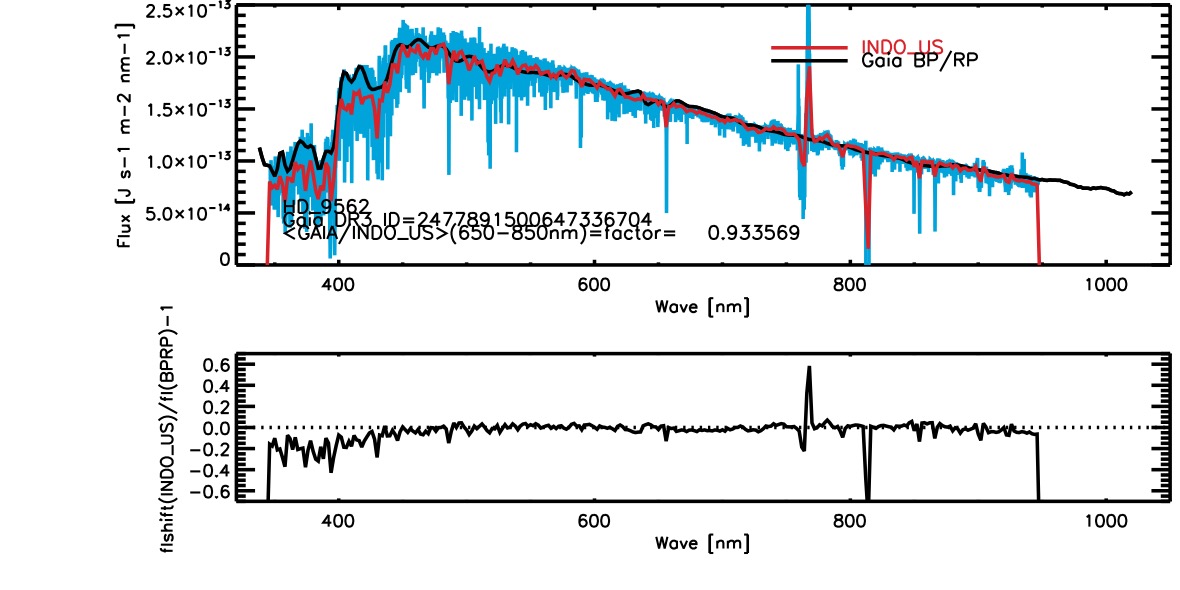 2.5×10⁻¹³
2.0×10⁻¹³
1.5×10⁻¹³
1.0×10⁻¹³
5.0×10⁻¹⁴
0
Flux [J s-1 m-2 nm-1]
INDO_US
Gaia BP/RP
HD_9562
Gaia DR3 ID=2477891500647336704
<GAIA/INDO_US>(650-850nm)=factor= 0.933569
400 600 800 1000
Wave [nm]
flshift(INDO_US)/fl(BPRP)-1
0.6
0.4
0.2
0.0
-0.2
-0.4
-0.6
400 600 800 1000
Wave [nm]